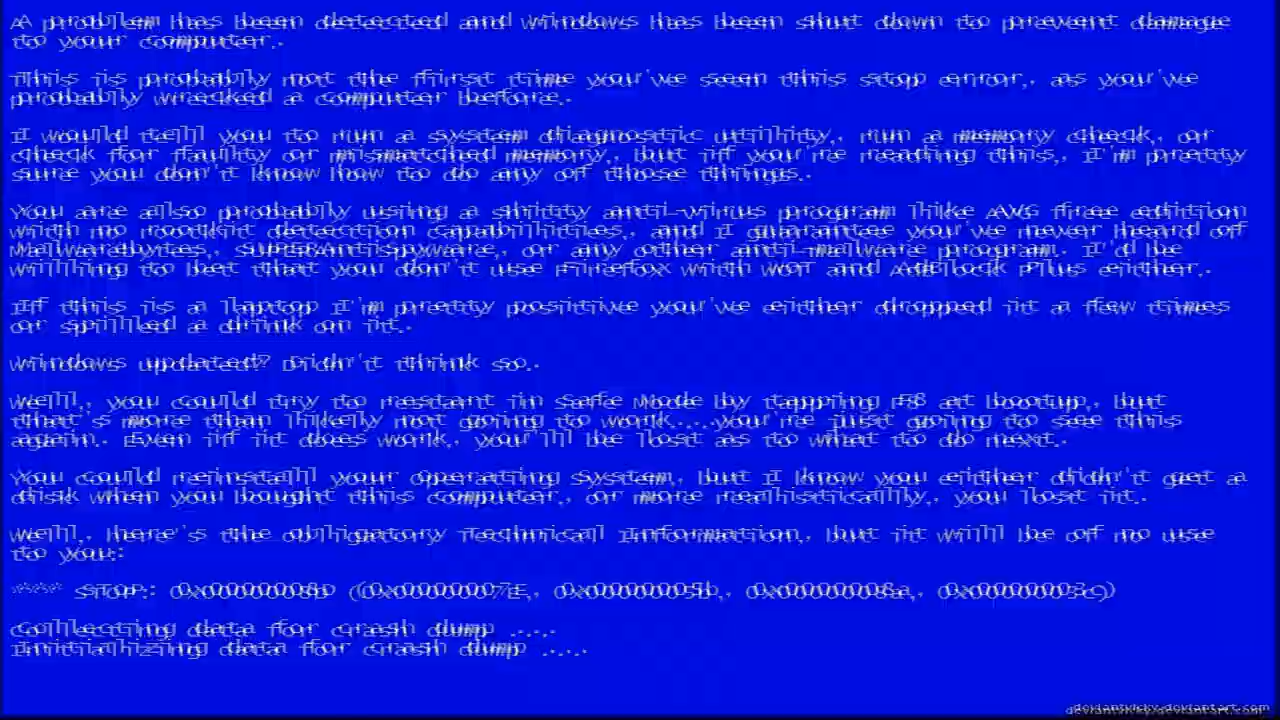 A problem has been detected and windows has been shut down to prevent damage
to your computer.
This is probably not the first time you've seen this stop error, as you've
probably wrecked a computer before.
I would tell you to run a system diagnostic utility, run a memory check, or
check for faulty or mismatched memory, but if you're reading this, I'm pretty
sure you don't know how to do any of those things.
You are also probably using a shitty anti-virus program like AVG free edition
with no rootkit detection capabilities, and I guarantee you've never heard of
Malwarebytes, SUPERAntiSpyware, or any other anti-malware program. I'd be
willing to bet that you don't use Firefox with WOT and AdBlock Plus either.
If this is a laptop I'm pretty positive you've either dropped it a few times
or spilled a drink on it.
Windows updated? Didn't think so.
Well, you could try to restart in Safe Mode by tapping F8 at bootup, but
that's more than likely not going to work....you're just going to see this
again. Even if it does work, you'll be lost as to what to do next.
You could reinstall your Operating System, but I know you either didn't get a
disk when you bought this computer, or more realistically, you lost it.
Well, Here's the obligatory Technical Information, but it will be of no use
to you:
*** STOP: (0x0000007E, 0x0000005b, 0x0000008a, 0x0000003c)
Collecting data for crash dump ....
Initializing data for crash dump ....